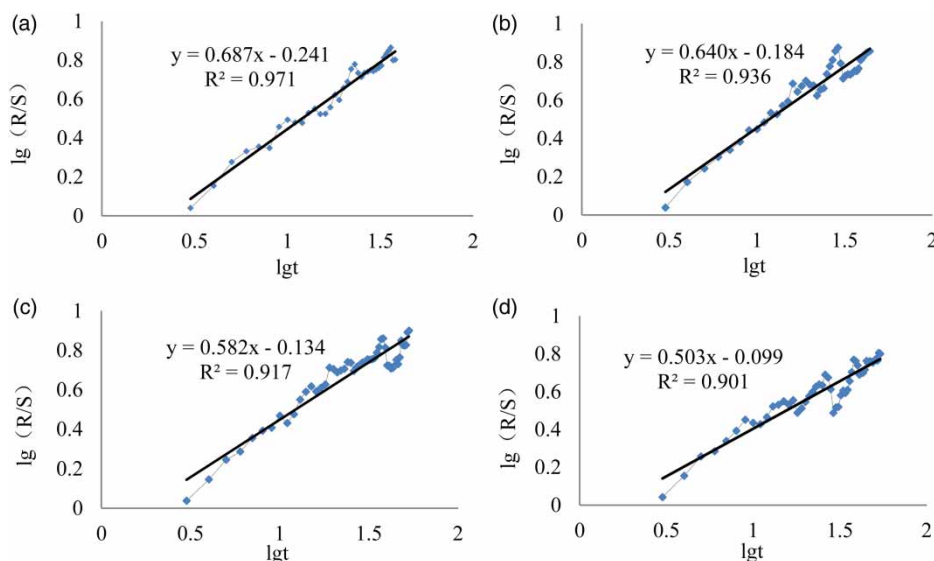 (a)
1
0.8
0.6
0.4
0.2
0
y = 0.687x - 0.241
R² = 0.971
lg （R/S）
0
0.5
1
1.5
2
lgt
(b)
1
0.8
0.6
0.4
0.2
0
y = 0.640x - 0.184
R² = 0.936
lg （R/S）
0
0.5
1
1.5
2
lgt
(c)
1
0.8
0.6
0.4
0.2
0
y = 0.582x - 0.134
R² = 0.917
lg （R/S）
0
0.5
1
1.5
2
lgt
(d)
1
0.8
0.6
0.4
0.2
0
y = 0.503x - 0.099
R² = 0.901
lg （R/S）
0
0.5
1
1.5
2
lgt